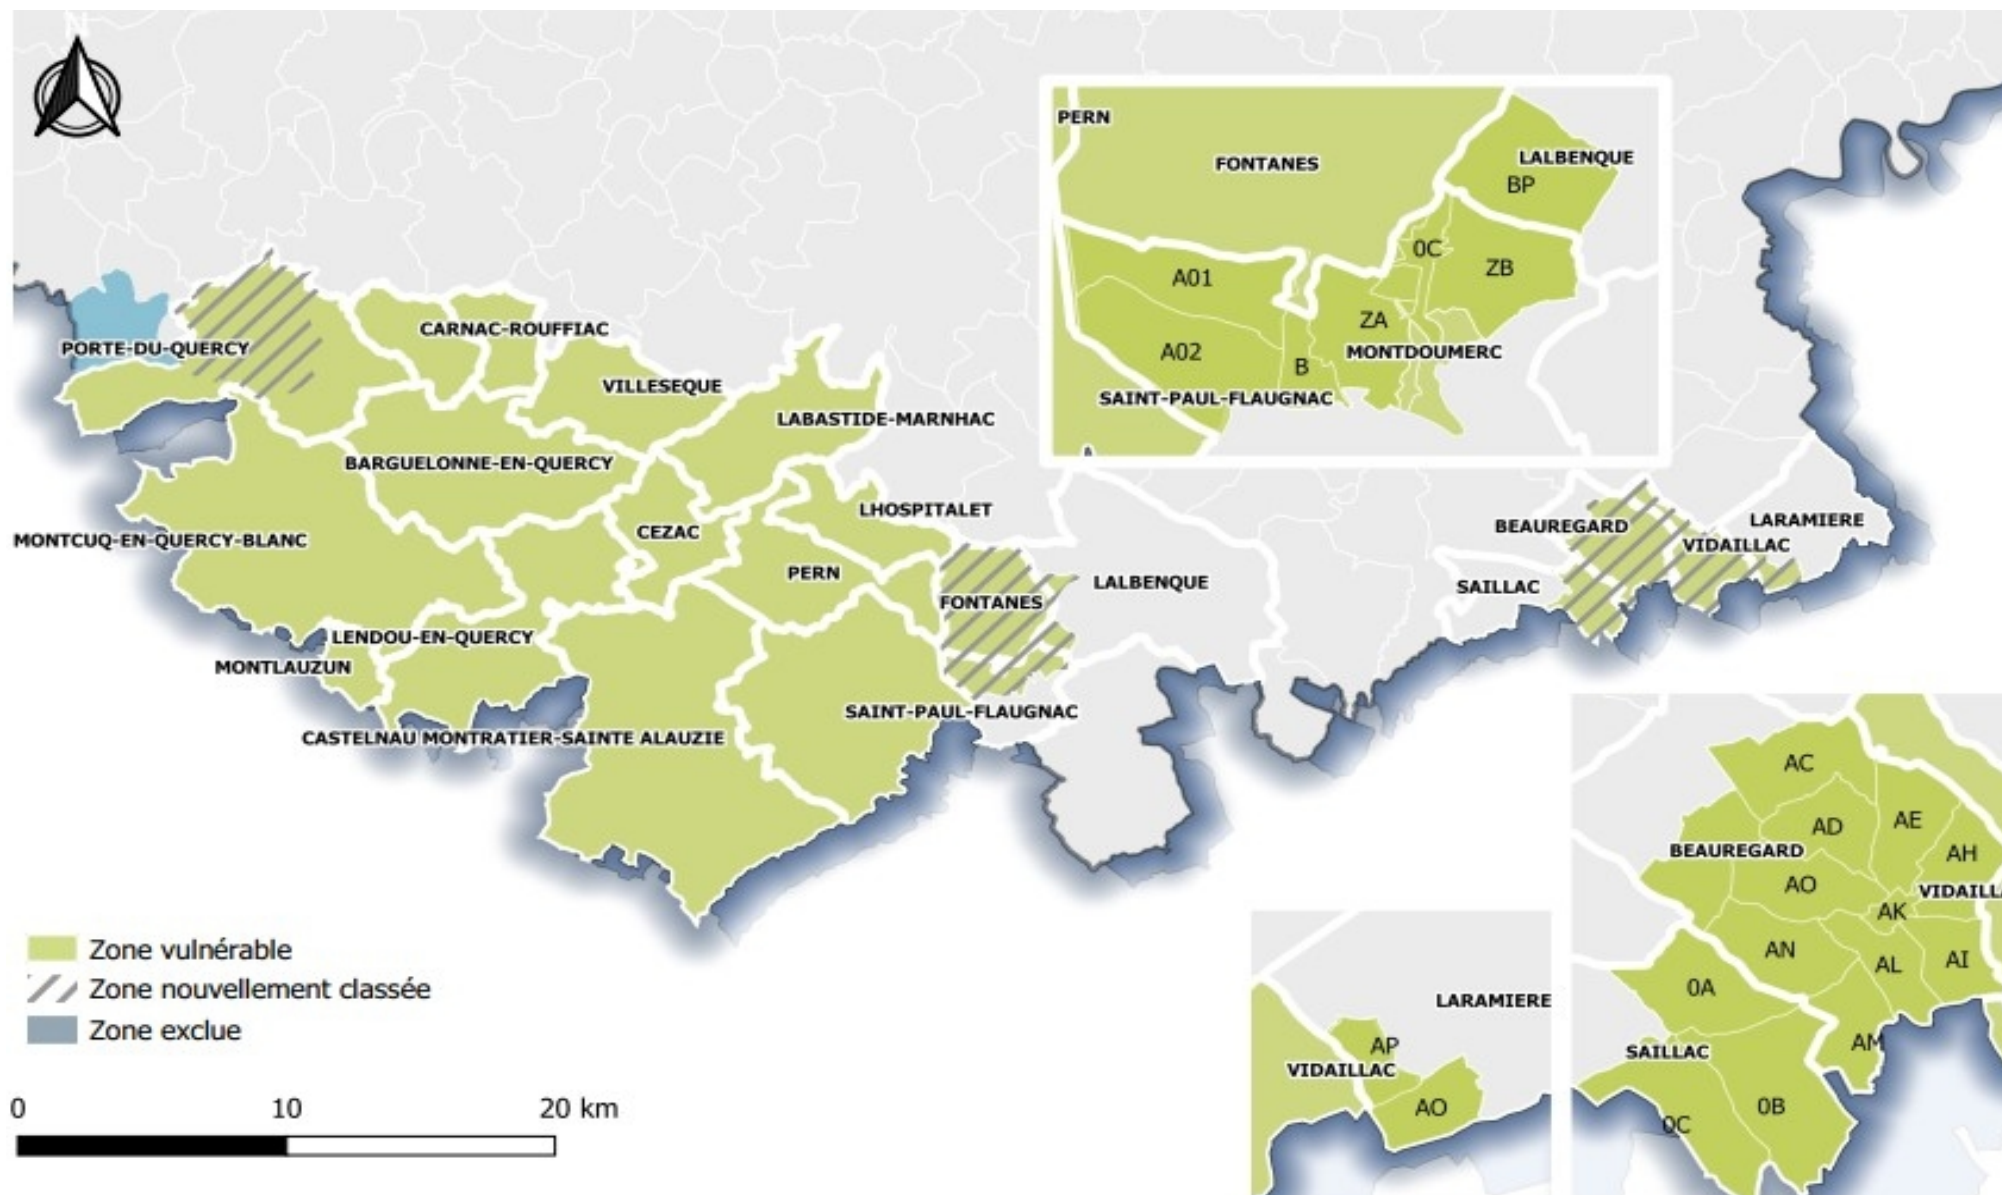 N
PERN
FONTANES
LALBENQUE
BP
0C
ZB
A01
ZA
A02
B
MONTDOUMERC
SAINT-PAUL-FLAUGNAC
CARNAC-ROUFFIAC
PORTE-DU-QUERCY
VILLESEQUE
LABASTIDE-MARNHAC
BARGUELONNE-EN-QUERCY
LHOSPITALET
CEZAC
MONTCUQ-EN-QUERCY-BLANC
PERN
FONTANES
LALBENQUE
BEAUREGARD
LARAMIERE
VIDAILLAC
SAILLAC
LENDOU-EN-QUERCY
MONTLAUZUN
SAINT-PAUL-FLAUGNAC
CASTELNAU MONTRATIER-SAINTE ALAUZIE
AC
AD
AE
BEAUREGARD
AH
AO
VIDAILLA
AK
AN
AL
AI
0A
AM
SAILLAC
0B
0C
LARAMIERE
AP
VIDAILLAC
AO
Zone vulnérable
Zone nouvellement classée
Zone exclue
0 10 20 km